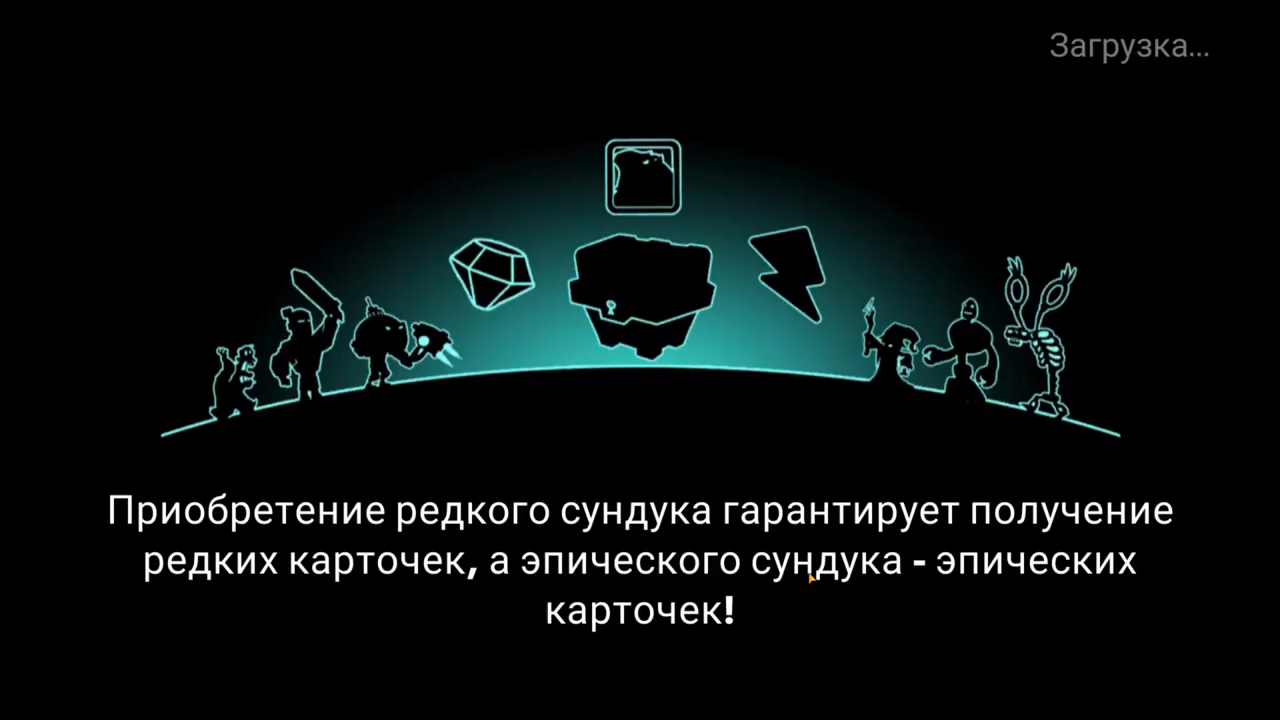 Загрузка...
Приобретение редкого сундука гарантирует получение
редких карточек, а эпического сундука - эпических
карточек!